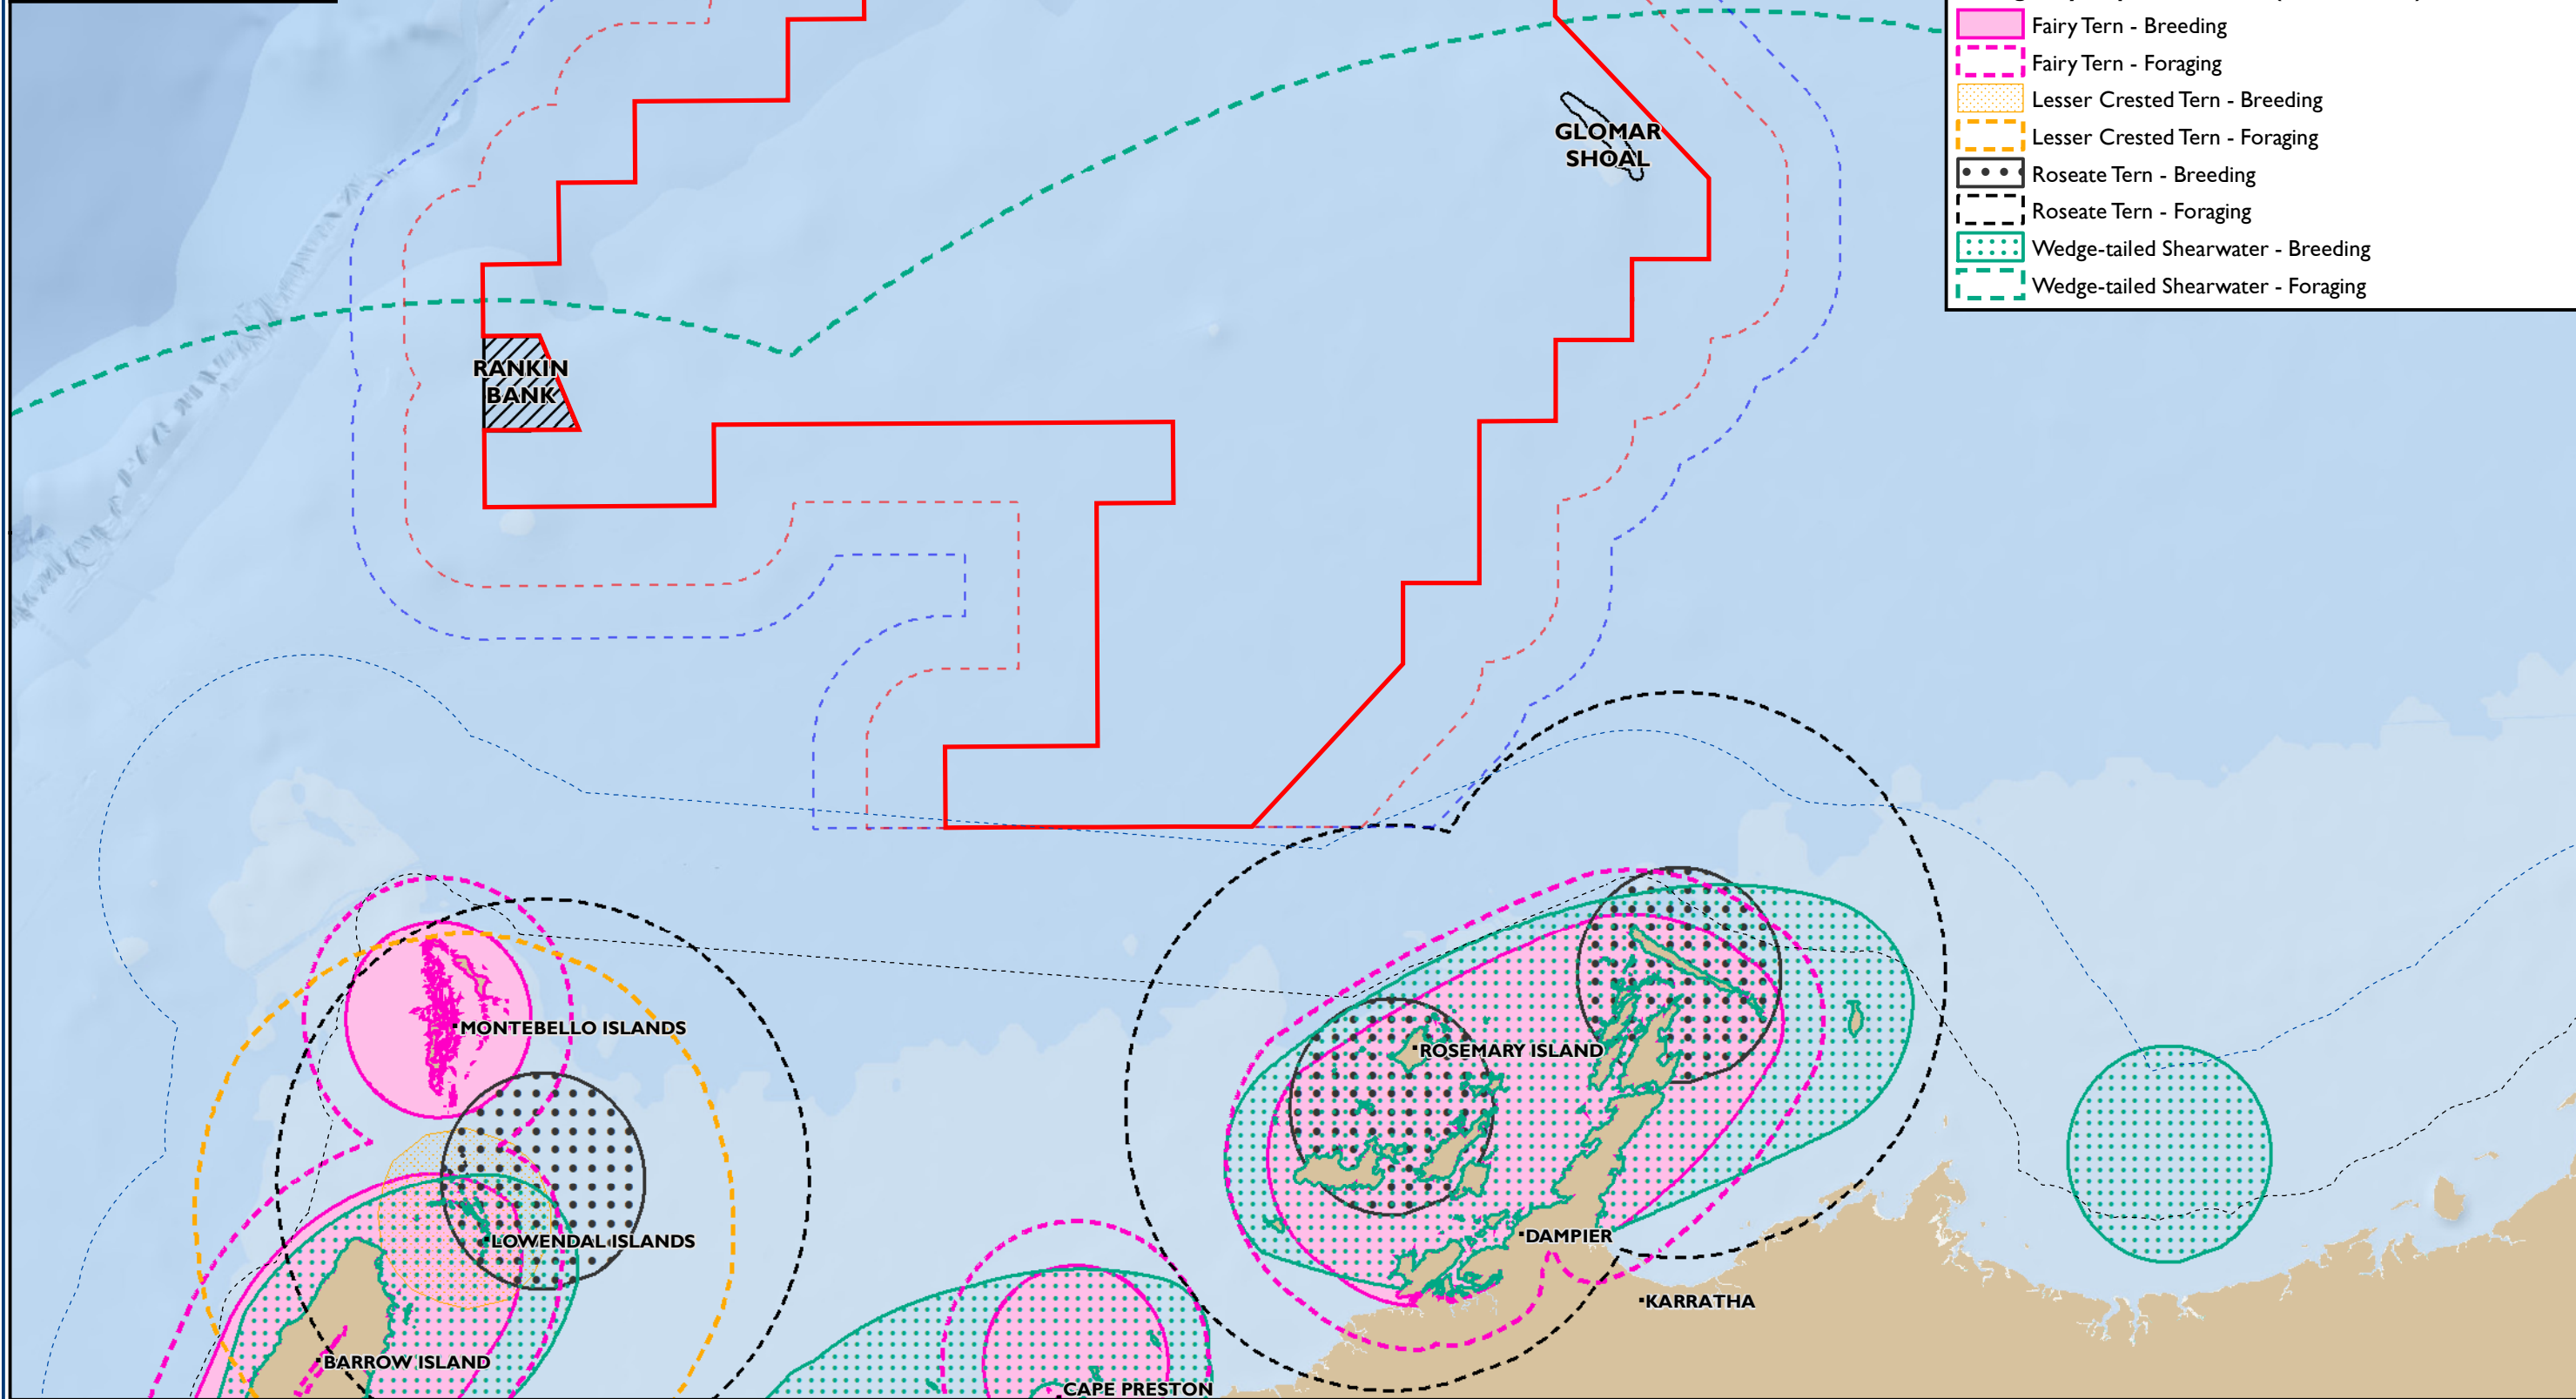 Fairy Tern - Breeding
Fairy Tern - Foraging
Lesser Crested Tern - Breeding
Lesser Crested Tern - Foraging
Roseate Tern - Breeding
Roseate Tern - Foraging
Wedge-tailed Shearwater - Breeding
Wedge-tailed Shearwater - Foraging
GLOMAR
SHOAL
RANKIN
BANK
MONTEBELLO ISLANDS
ROSEMARY ISLAND
LOWENDAL ISLANDS
DAMPIER
KARRATHA
BARROW ISLAND
CAPE PRESTON